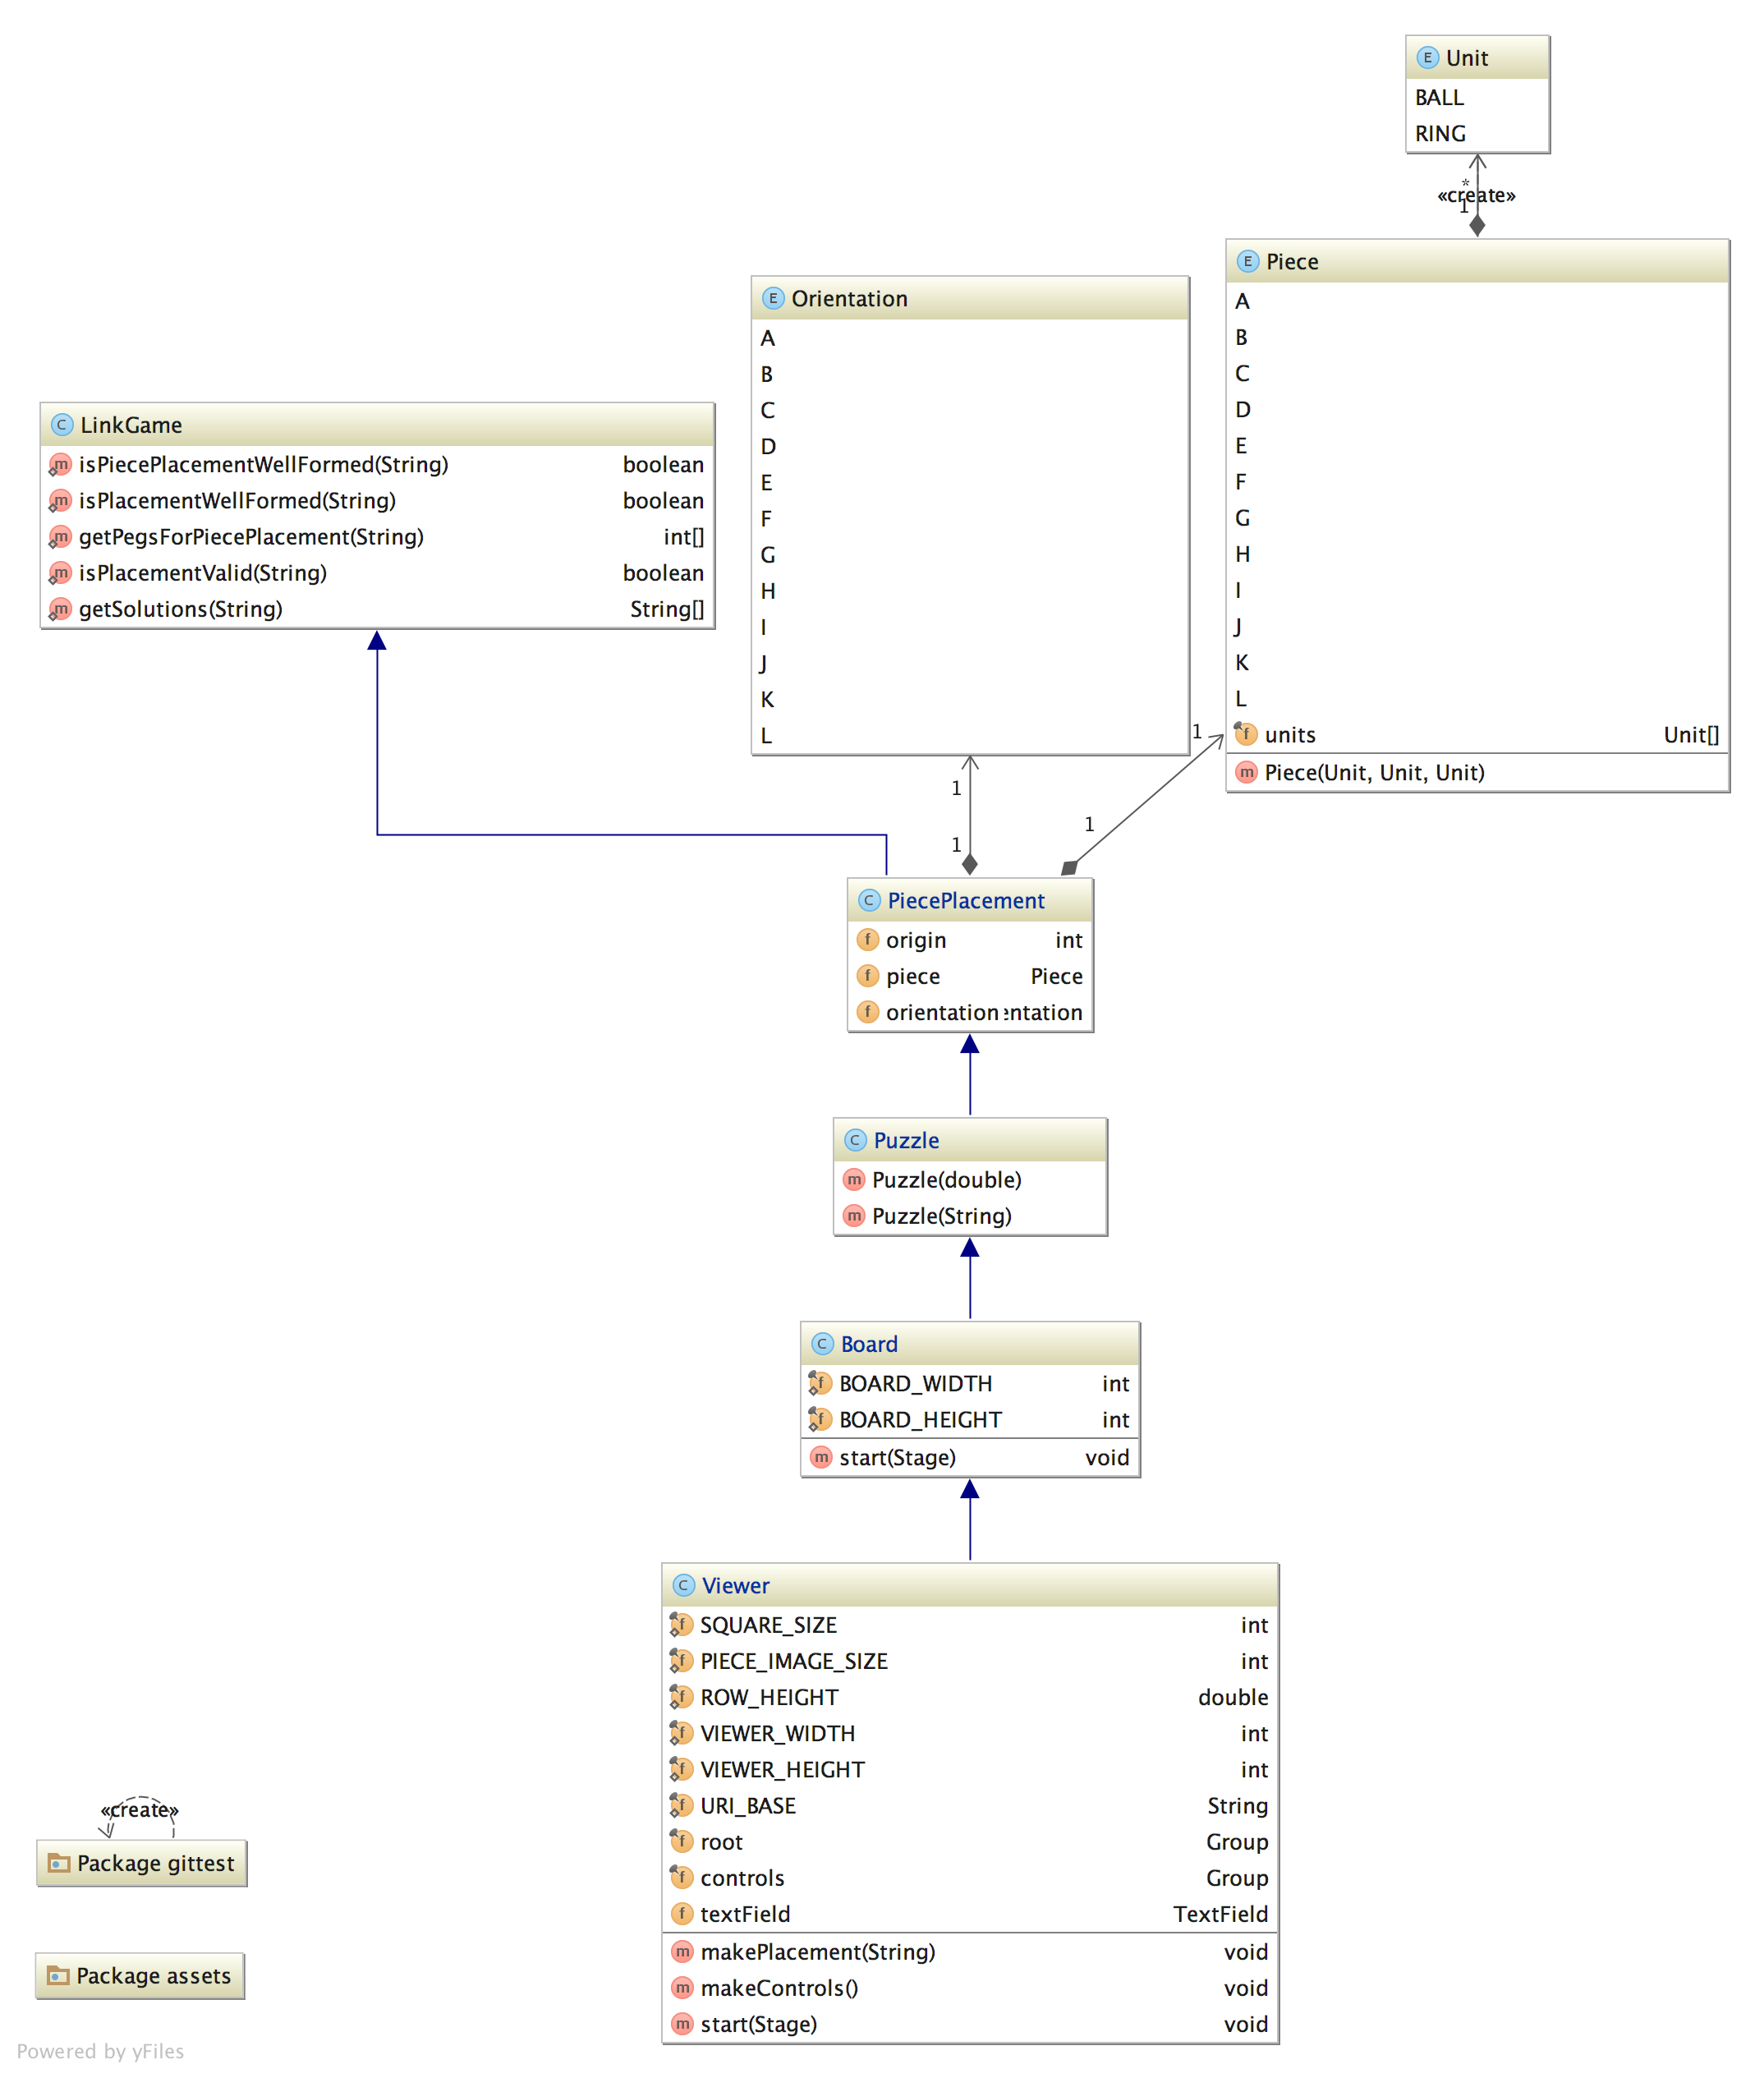 E Unit
BALL
RING
*
«create»
1
E Piece
A
B
C
D
E
F
G
H
I
J
K
L
f units Unit[]
m Piece(Unit, Unit, Unit)
E Orientation
A
B
C
D
E
F
G
H
I
J
K
L
C LinkGame
m isPiecePlacementWellFormed(String) boolean
m isPlacementWellFormed(String) boolean
m getPegsForPiecePlacement(String) int[]
m isPlacementValid(String) boolean
m getSolutions(String) String[]
1
1
1
1
C PiecePlacement
f origin int
f piece Piece
f orientation entation
C Puzzle
m Puzzle(double)
m Puzzle(String)
C Board
f BOARD_WIDTH int
f BOARD_HEIGHT int
m start(Stage) void
C Viewer
f SQUARE_SIZE int
f PIECE_IMAGE_SIZE int
f ROW_HEIGHT double
f VIEWER_WIDTH int
f VIEWER_HEIGHT int
f URI_BASE String
f root Group
f controls Group
f textField TextField
m makePlacement(String) void
m makeControls() void
m start(Stage) void
«create»
Package gittest
Package assets
Powered by yFiles